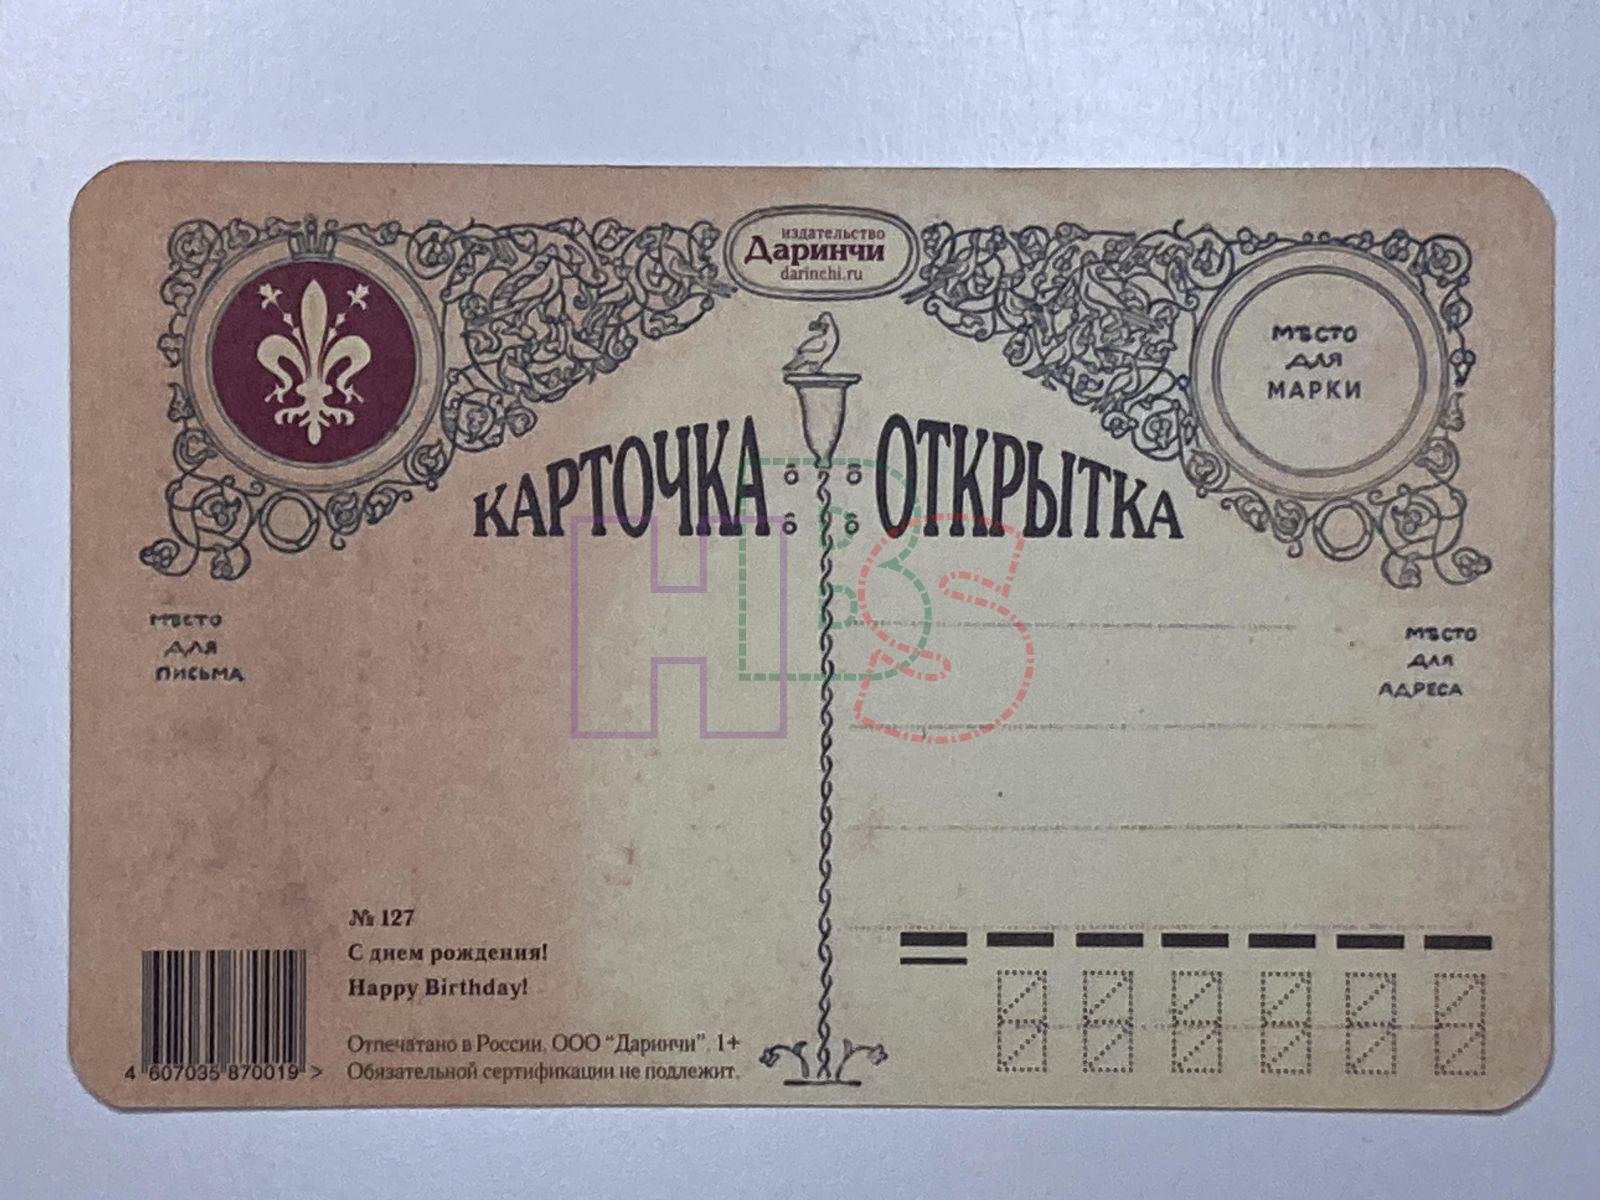 издательство
Даринчи
darinchi.ru
МѢСТО
ДЛЯ
МАРКИ
КАРТОЧКА ОТКРЫТКА
HBS
МѢСТО
ДЛЯ
ПИСЬМА
МѢСТО
ДЛЯ
АДРЕСА
№ 127
С днем рождения!
Happy Birthday!
Отпечатано в России, ООО “Даринчи”, 1+
Обязательной сертификации не подлежит.
4 607035 870019 >